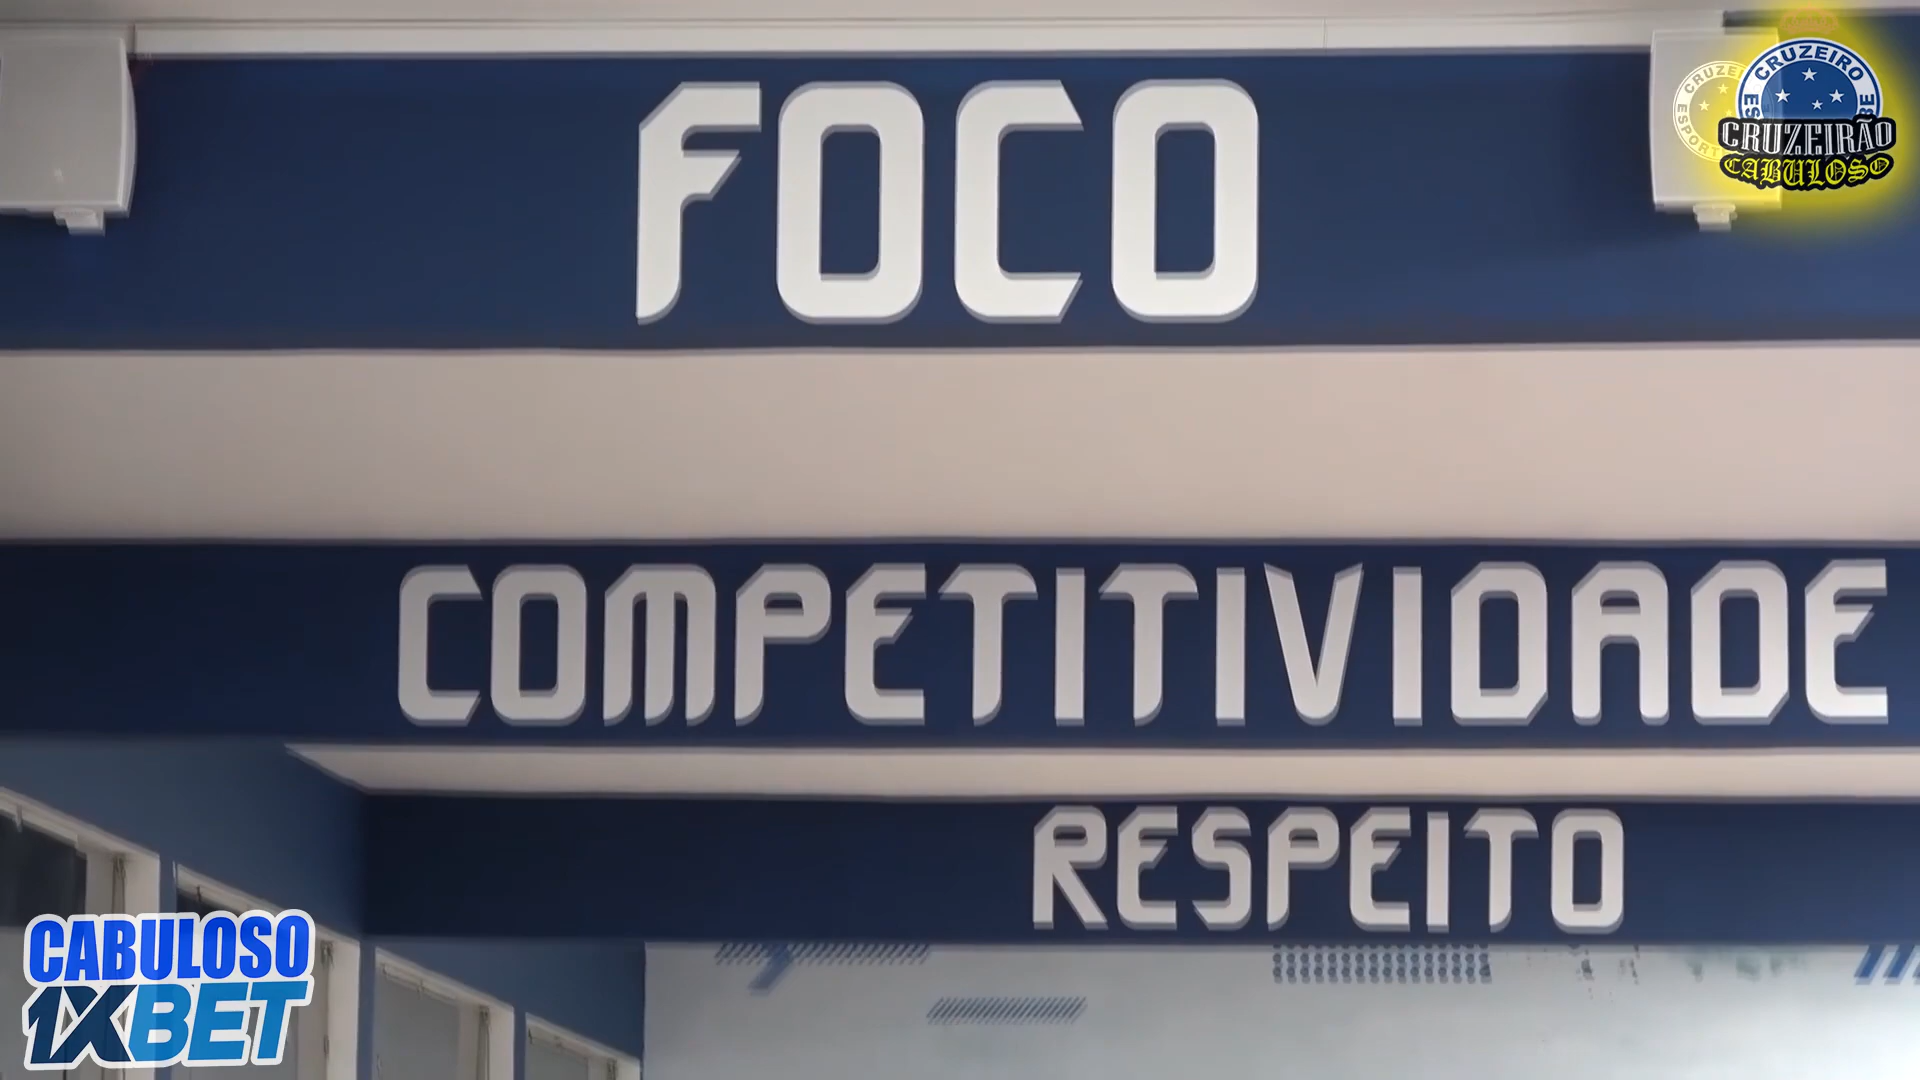 FOCO
CRUZEIRO
CRUZEIRÃO
CABULOSO
COMPETITIVIDADE
RESPEITO
CABULOSO
1XBET